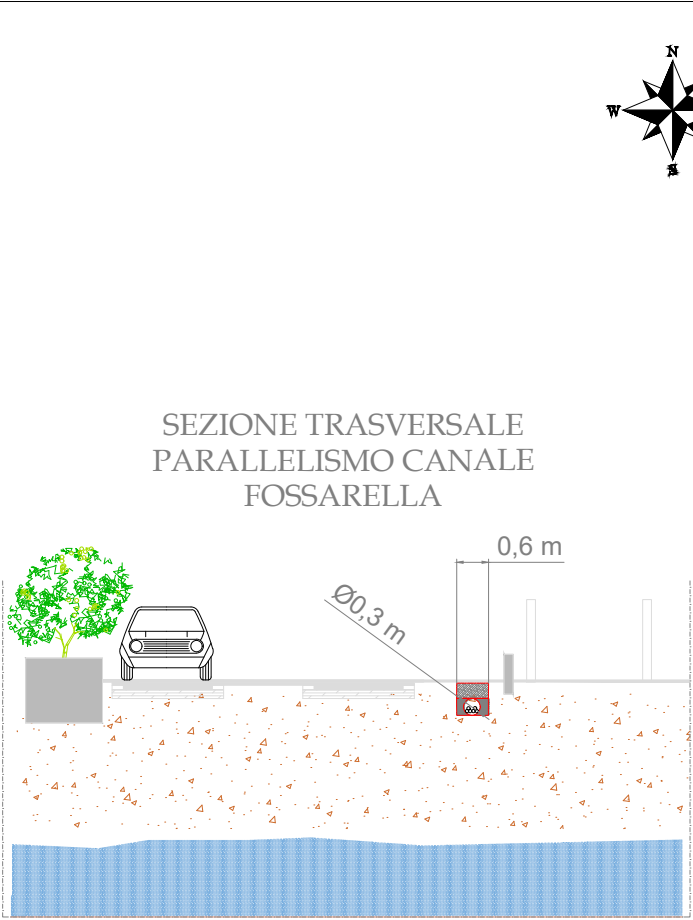 N
W
S
SEZIONE TRASVERSALE
PARALLELISMO CANALE
FOSSARELLA
0,6 m
Ø0,3 m